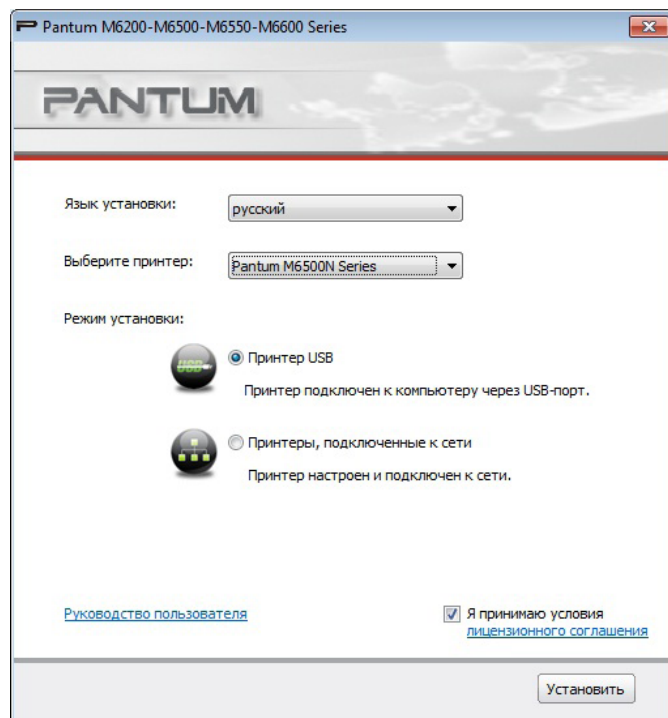 Pantum M6200-M6500-M6550-M6600 Series
PANTUM
Язык установки:
русский
Выберите принтер:
Pantum M6500N Series
Режим установки:
USB
Принтер USB
Принтер подключен к компьютеру через USB-порт.
Принтеры, подключенные к сети
Принтер настроен и подключен к сети.
Руководство пользователя
Я принимаю условия
лицензионного соглашения
Установить